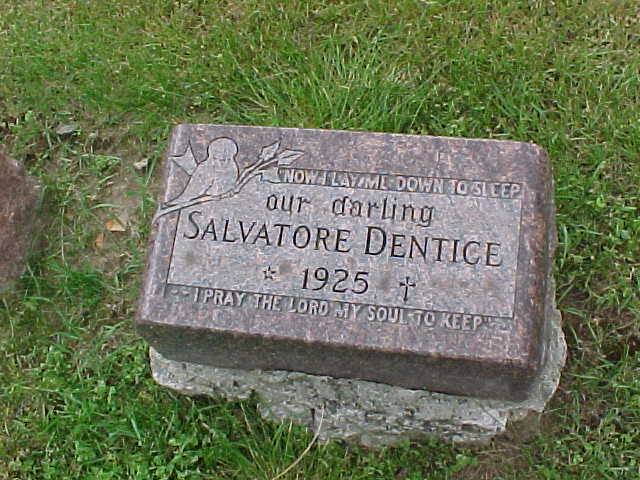 NOW I LAY ME DOWN TO SLEEP
our darling
SALVATORE DENTICE
* 1925 †
I PRAY THE LORD MY SOUL TO KEEP"